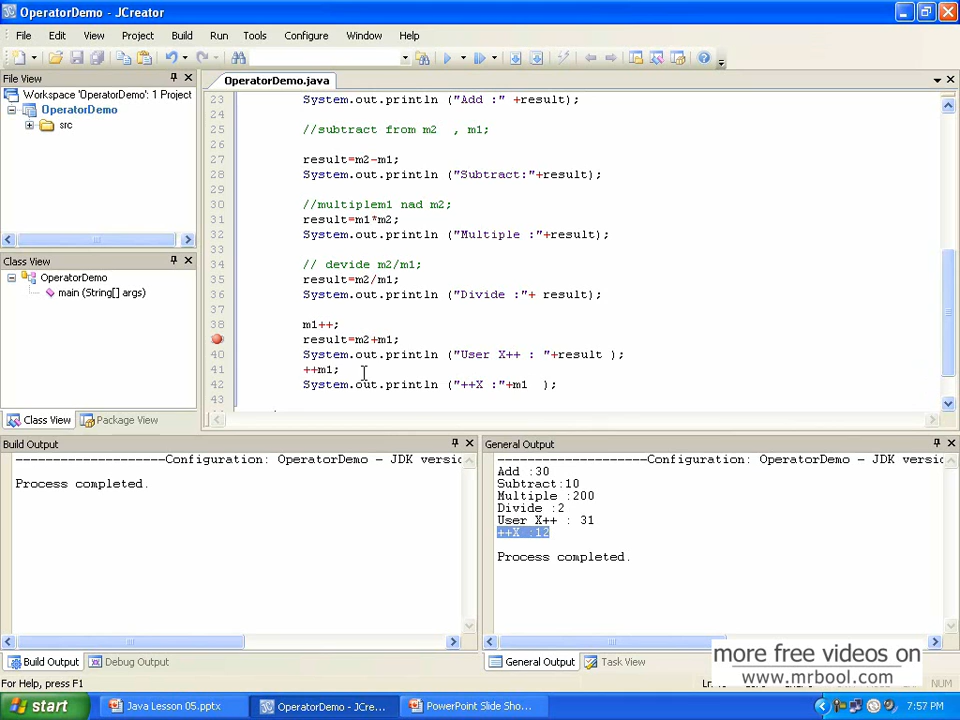 OperatorDemo - JCreator
File Edit View Project Build Run Tools Configure Window Help
File View
Workspace 'OperatorDemo': 1 Project
OperatorDemo
src
Class View
OperatorDemo
main (String[] args)
Class View Package View
OperatorDemo.java
23 System.out.println ("Add :" +result);
24
25 //subtract from m2 , m1;
26
27 result=m2-m1;
28 System.out.println ("Subtract:"+result);
29
30 //multiplem1 nad m2;
31 result=m1*m2;
32 System.out.println ("Multiple :"+result);
33
34 // devide m2/m1;
35 result=m2/m1;
36 System.out.println ("Divide :"+ result);
37
38 m1++;
result=m2+m1;
40 System.out.println ("User X++ : "+result );
41 ++m1;
42 System.out.println ("++X :"+m1 );
43
Build Output
--------------------Configuration: OperatorDemo - JDK versio
Process completed.
Build Output Debug Output
General Output
--------------------Configuration: OperatorDemo - JDK versio
Add :30
Subtract:10
Multiple :200
Divide :2
User X++ : 31
++X :12
Process completed.
General Output Task View
For Help, press F1
NUM
more free videos on
www.mrbool.com
start Java Lesson 05.pptx OperatorDemo - JCre... PowerPoint Slide Sho... 7:57 PM